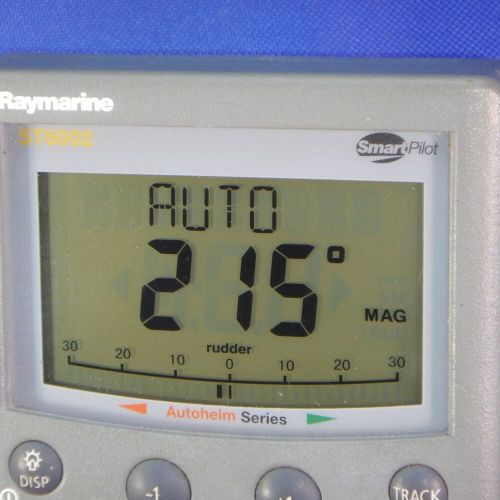 Raymarine
ST6002
SmartPilot
AUTO
215°
MAG
rudder
30 20 10 0 10 20 30
Autohelm Series
DISP
-1
+1
TRACK